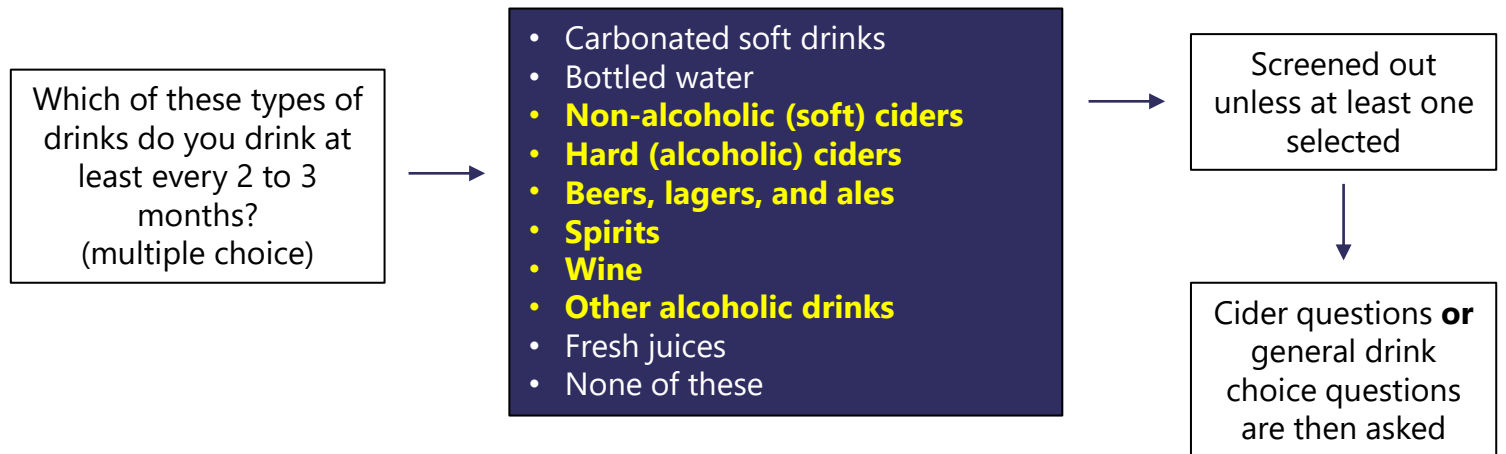 Which of these types of
drinks do you drink at
least every 2 to 3
months?
(multiple choice)
• Carbonated soft drinks
• Bottled water
• Non-alcoholic (soft) ciders
• Hard (alcoholic) ciders
• Beers, lagers, and ales
• Spirits
• Wine
• Other alcoholic drinks
• Fresh juices
• None of these
Screened out
unless at least one
selected
Cider questions or
general drink
choice questions
are then asked